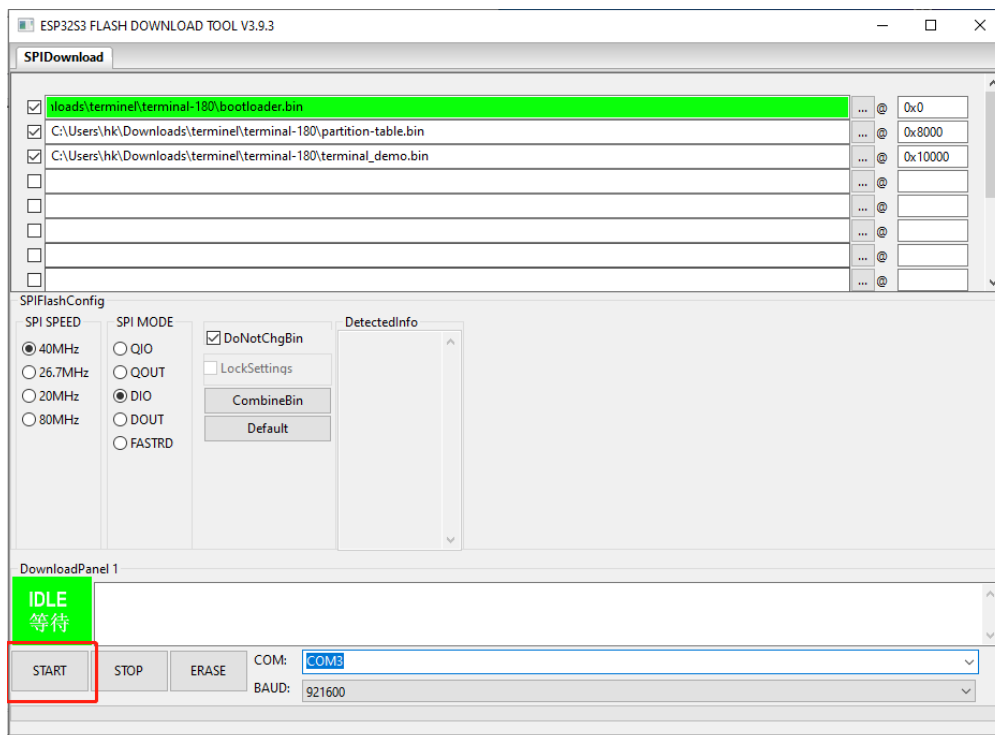 ESP32S3 FLASH DOWNLOAD TOOL V3.9.3
SPIDownload
ıloads\terminel\terminal-180\bootloader.bin ... @ 0x0
C:\Users\hk\Downloads\terminel\terminal-180\partition-table.bin ... @ 0x8000
C:\Users\hk\Downloads\terminel\terminal-180\terminal_demo.bin ... @ 0x10000
... @
... @
... @
... @
... @
SPIFlashConfig
SPI SPEED
40MHz
26.7MHz
20MHz
80MHz
SPI MODE
QIO
QOUT
DIO
DOUT
FASTRD
DoNotChgBin
LockSettings
CombineBin
Default
DetectedInfo
DownloadPanel 1
IDLE
等待
START STOP ERASE
COM: COM3
BAUD: 921600